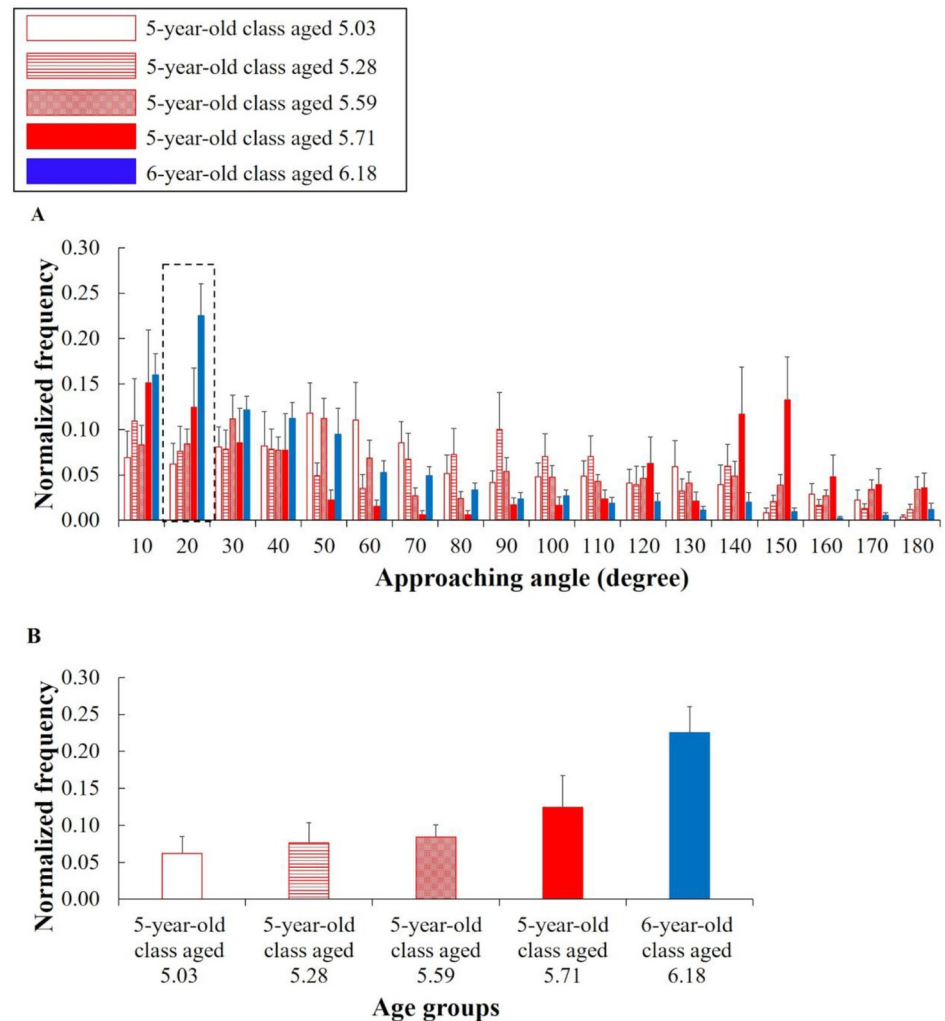 5-year-old class aged 5.03
5-year-old class aged 5.28
5-year-old class aged 5.59
5-year-old class aged 5.71
6-year-old class aged 6.18
A
Normalized frequency
0.30
0.25
0.20
0.15
0.10
0.05
0.00
10 20 30 40 50 60 70 80 90 100 110 120 130 140 150 160 170 180
Approaching angle (degree)
B
Normalized frequency
0.30
0.25
0.20
0.15
0.10
0.05
0.00
5-year-old 5-year-old 5-year-old 5-year-old 6-year-old
class aged class aged class aged class aged class aged
5.03 5.28 5.59 5.71 6.18
Age groups